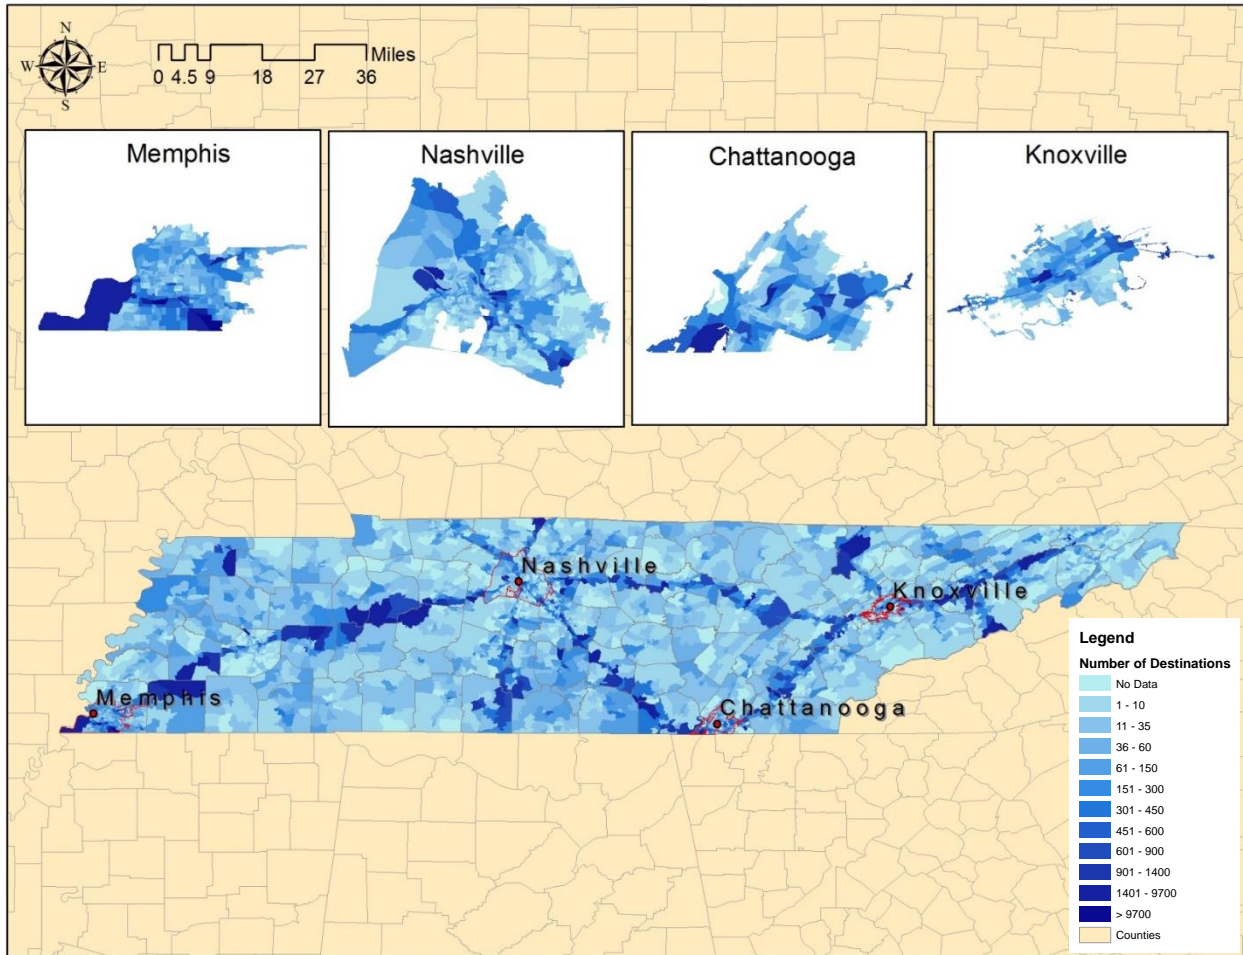 N
W E
S
Miles
0 4.5 9 18 27 36
Memphis
Nashville
Chattanooga
Knoxville
Nashville
Knoxville
Memphis
Chattanooga
Legend
Number of Destinations
No Data
1 - 10
11 - 35
36 - 60
61 - 150
151 - 300
301 - 450
451 - 600
601 - 900
901 - 1400
1401 - 9700
> 9700
Counties